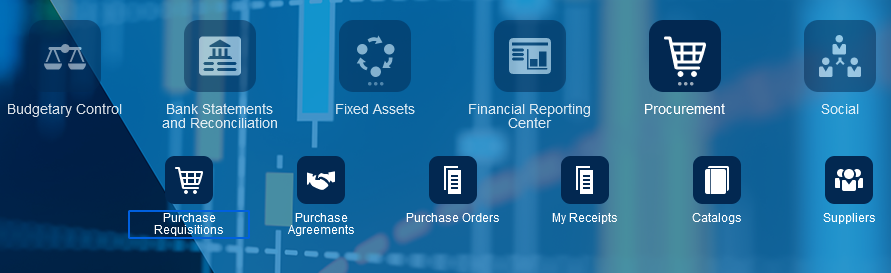 Budgetary Control
Bank Statements
and Reconciliation
Fixed Assets
Financial Reporting
Center
Procurement
Social
Purchase
Requisitions
Purchase
Agreements
Purchase Orders
My Receipts
Catalogs
Suppliers